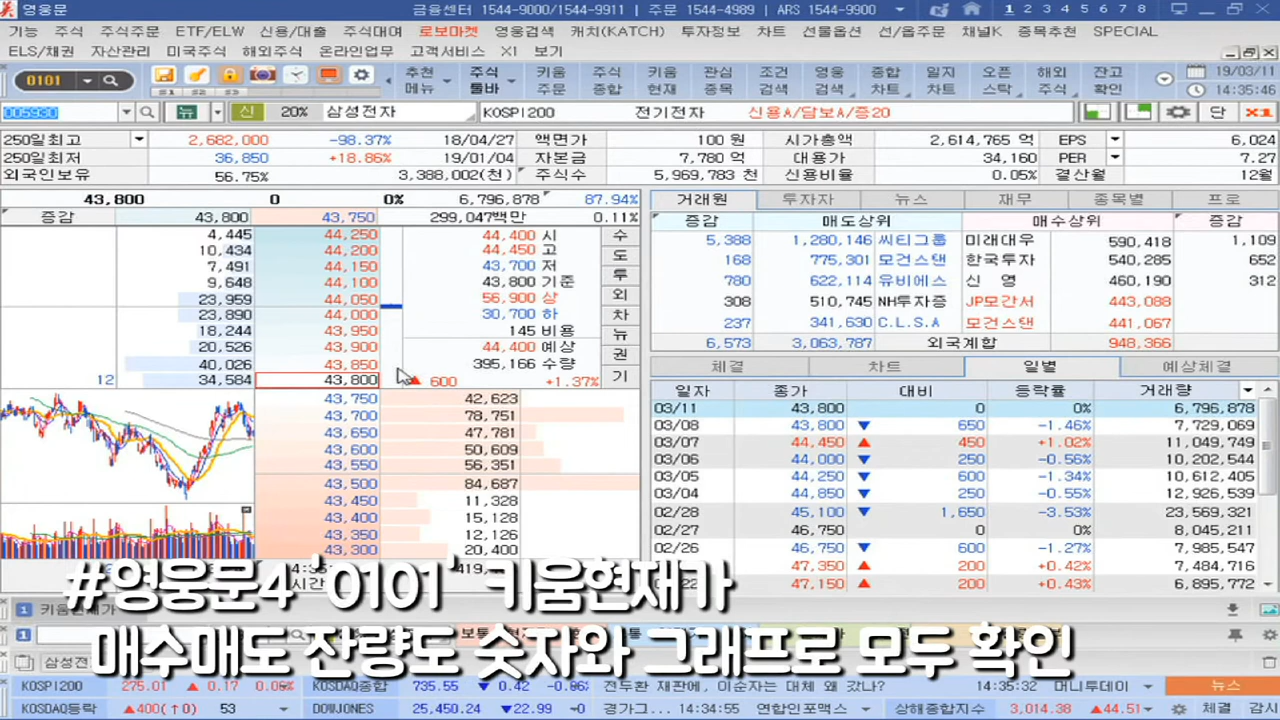 영웅문 금융센터 1544-9000/1544-9911 | 주문 1544-4989 | ARS 1544-9900 1 2 3 4 5 6 7 8
기능 주식 주식주문 ETF/ELW 신용/대출 주식대여 로보마켓 영웅검색 캐치(KATCH) 투자정보 차트 선물옵션 선/옵주문 채널K 종목추천 SPECIAL
ELS/채권 자산관리 미국주식 해외주식 온라인업무 고객서비스 X1 보기
0101 추천메뉴 주식툴바 키움주문 주식종합 키움현재 관심종목 조건검색 영웅검색 종합차트 일지차트 오픈스탁 해외주식 잔고확인 19/03/11 14:35:46
005930 뉴 신 20% 삼성전자 KOSPI200 전기전자 신용A/담보A/증20 단 ×1
250일최고 2,682,000 -98.37% 18/04/27 액면가 100 원 시가총액 2,614,765 억 EPS 6,024
250일최저 36,850 +18.86% 19/01/04 자본금 7,780 억 대용가 34,160 PER 7.27
외국인보유 56.75% 3,388,002(천) 주식수 5,969,783 천 신용비율 0.05% 결산월 12월
43,800 0 0% 6,796,878 87.94% 거래원 투자자 뉴스 재무 종목별 프로
증감 43,800 43,750 299,047백만 0.11% 증감 매도상위 매수상위 증감
4,445 44,250 44,400 시 수 5,388 1,280,146 씨티그룹 미래대우 590,418 1,109
10,434 44,200 44,450 고 도 168 775,301 모건스탠 한국투자 540,285 652
7,491 44,150 43,700 저 투 780 622,114 유비에스 신 영 460,190 312
9,648 44,100 43,800 기준 외 308 510,745 NH투자증 JP모간서 443,088
23,959 44,050 56,900 상 차 237 341,630 C.L.S.A 모건스탠 441,067
23,890 44,000 30,700 하 뉴 6,573 3,063,787 외국계합 948,366
18,244 43,950 145 비용 권
20,526 43,900 44,400 예상 기
40,026 43,850 395,166 수량 체결 차트 일별 예상체결
12 34,584 43,800 ▲ 600 +1.37% 일자 종가 대비 등락률 거래량
43,750 42,623 03/11 43,800 0 0% 6,796,878
43,700 78,751 03/08 43,800 ▼ 650 -1.46% 7,729,069
43,650 47,781 03/07 44,450 ▲ 450 +1.02% 11,049,749
43,600 50,609 03/06 44,000 ▼ 250 -0.56% 10,202,544
43,550 56,351 03/05 44,250 ▼ 600 -1.34% 10,612,405
43,500 84,687 03/04 44,850 ▼ 250 -0.55% 12,926,539
43,450 11,328 02/28 45,100 ▼ 1,650 -3.53% 23,569,321
43,400 15,128 02/27 46,750 0 0% 8,045,211
43,350 12,126 02/26 46,750 ▼ 600 -1.27% 7,985,547
43,300 20,400 47,350 ▲ 200 +0.42% 7,484,716
47,150 ▲ 200 +0.43% 6,895,772
#영웅문4 '0101' 키움현재가
매수매도 잔량도 숫자와 그래프로 모두 확인
1 키움현재가
1
삼성전
KOSPI200 275.01 ▲ 0.17 0.06% KOSDAQ종합 735.55 ▼ 0.42 -0.06% 전두환 재판에, 이순자는 대체 왜 갔나? 14:35:32 머니투데이 뉴스
KOSDAQ등락 ▲400(↑0) 53 DOWJONES 25,450.24 ▼22.99 -0 경가그... 14:34:55 연합인포맥스 상해종합지수 3,014.38 ▲44.51 체결 감시